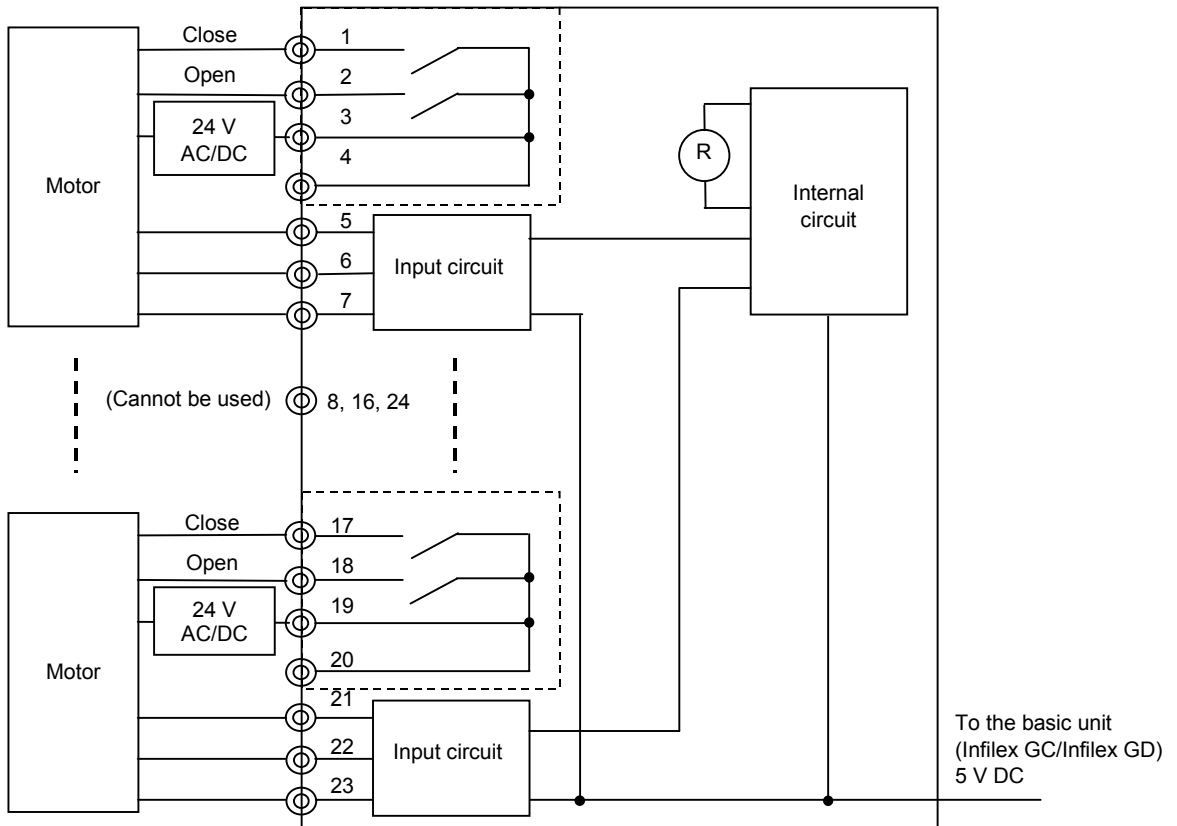 Close
1
Open
2
24 V
AC/DC
3
4
Motor
R
Internal
circuit
5
6
7
Input circuit
(Cannot be used)
8, 16, 24
Close
17
Open
18
24 V
AC/DC
19
20
Motor
21
22
23
Input circuit
To the basic unit
(Infilex GC/Infilex GD)
5 V DC